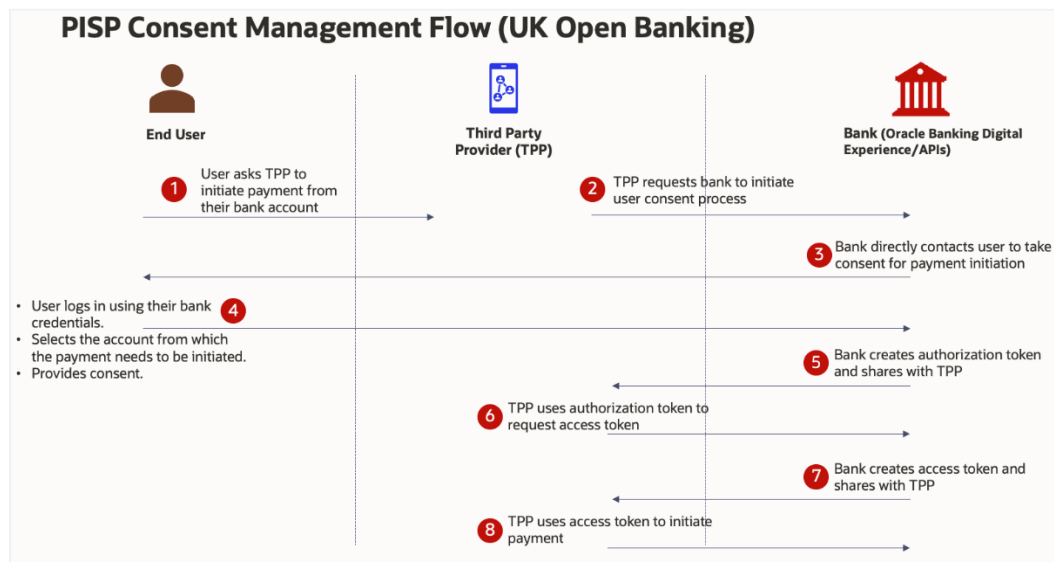 PISP Consent Management Flow (UK Open Banking)
End User
Third Party
Provider (TPP)
Bank (Oracle Banking Digital
Experience/APIs)
1
User asks TPP to
initiate payment from
their bank account
2
TPP requests bank to initiate
user consent process
3
Bank directly contacts user to take
consent for payment initiation
4
• User logs in using their bank
credentials.
• Selects the account from which
the payment needs to be initiated.
• Provides consent.
5
Bank creates authorization token
and shares with TPP
6
TPP uses authorization token to
request access token
7
Bank creates access token and
shares with TPP
8
TPP uses access token to initiate
payment